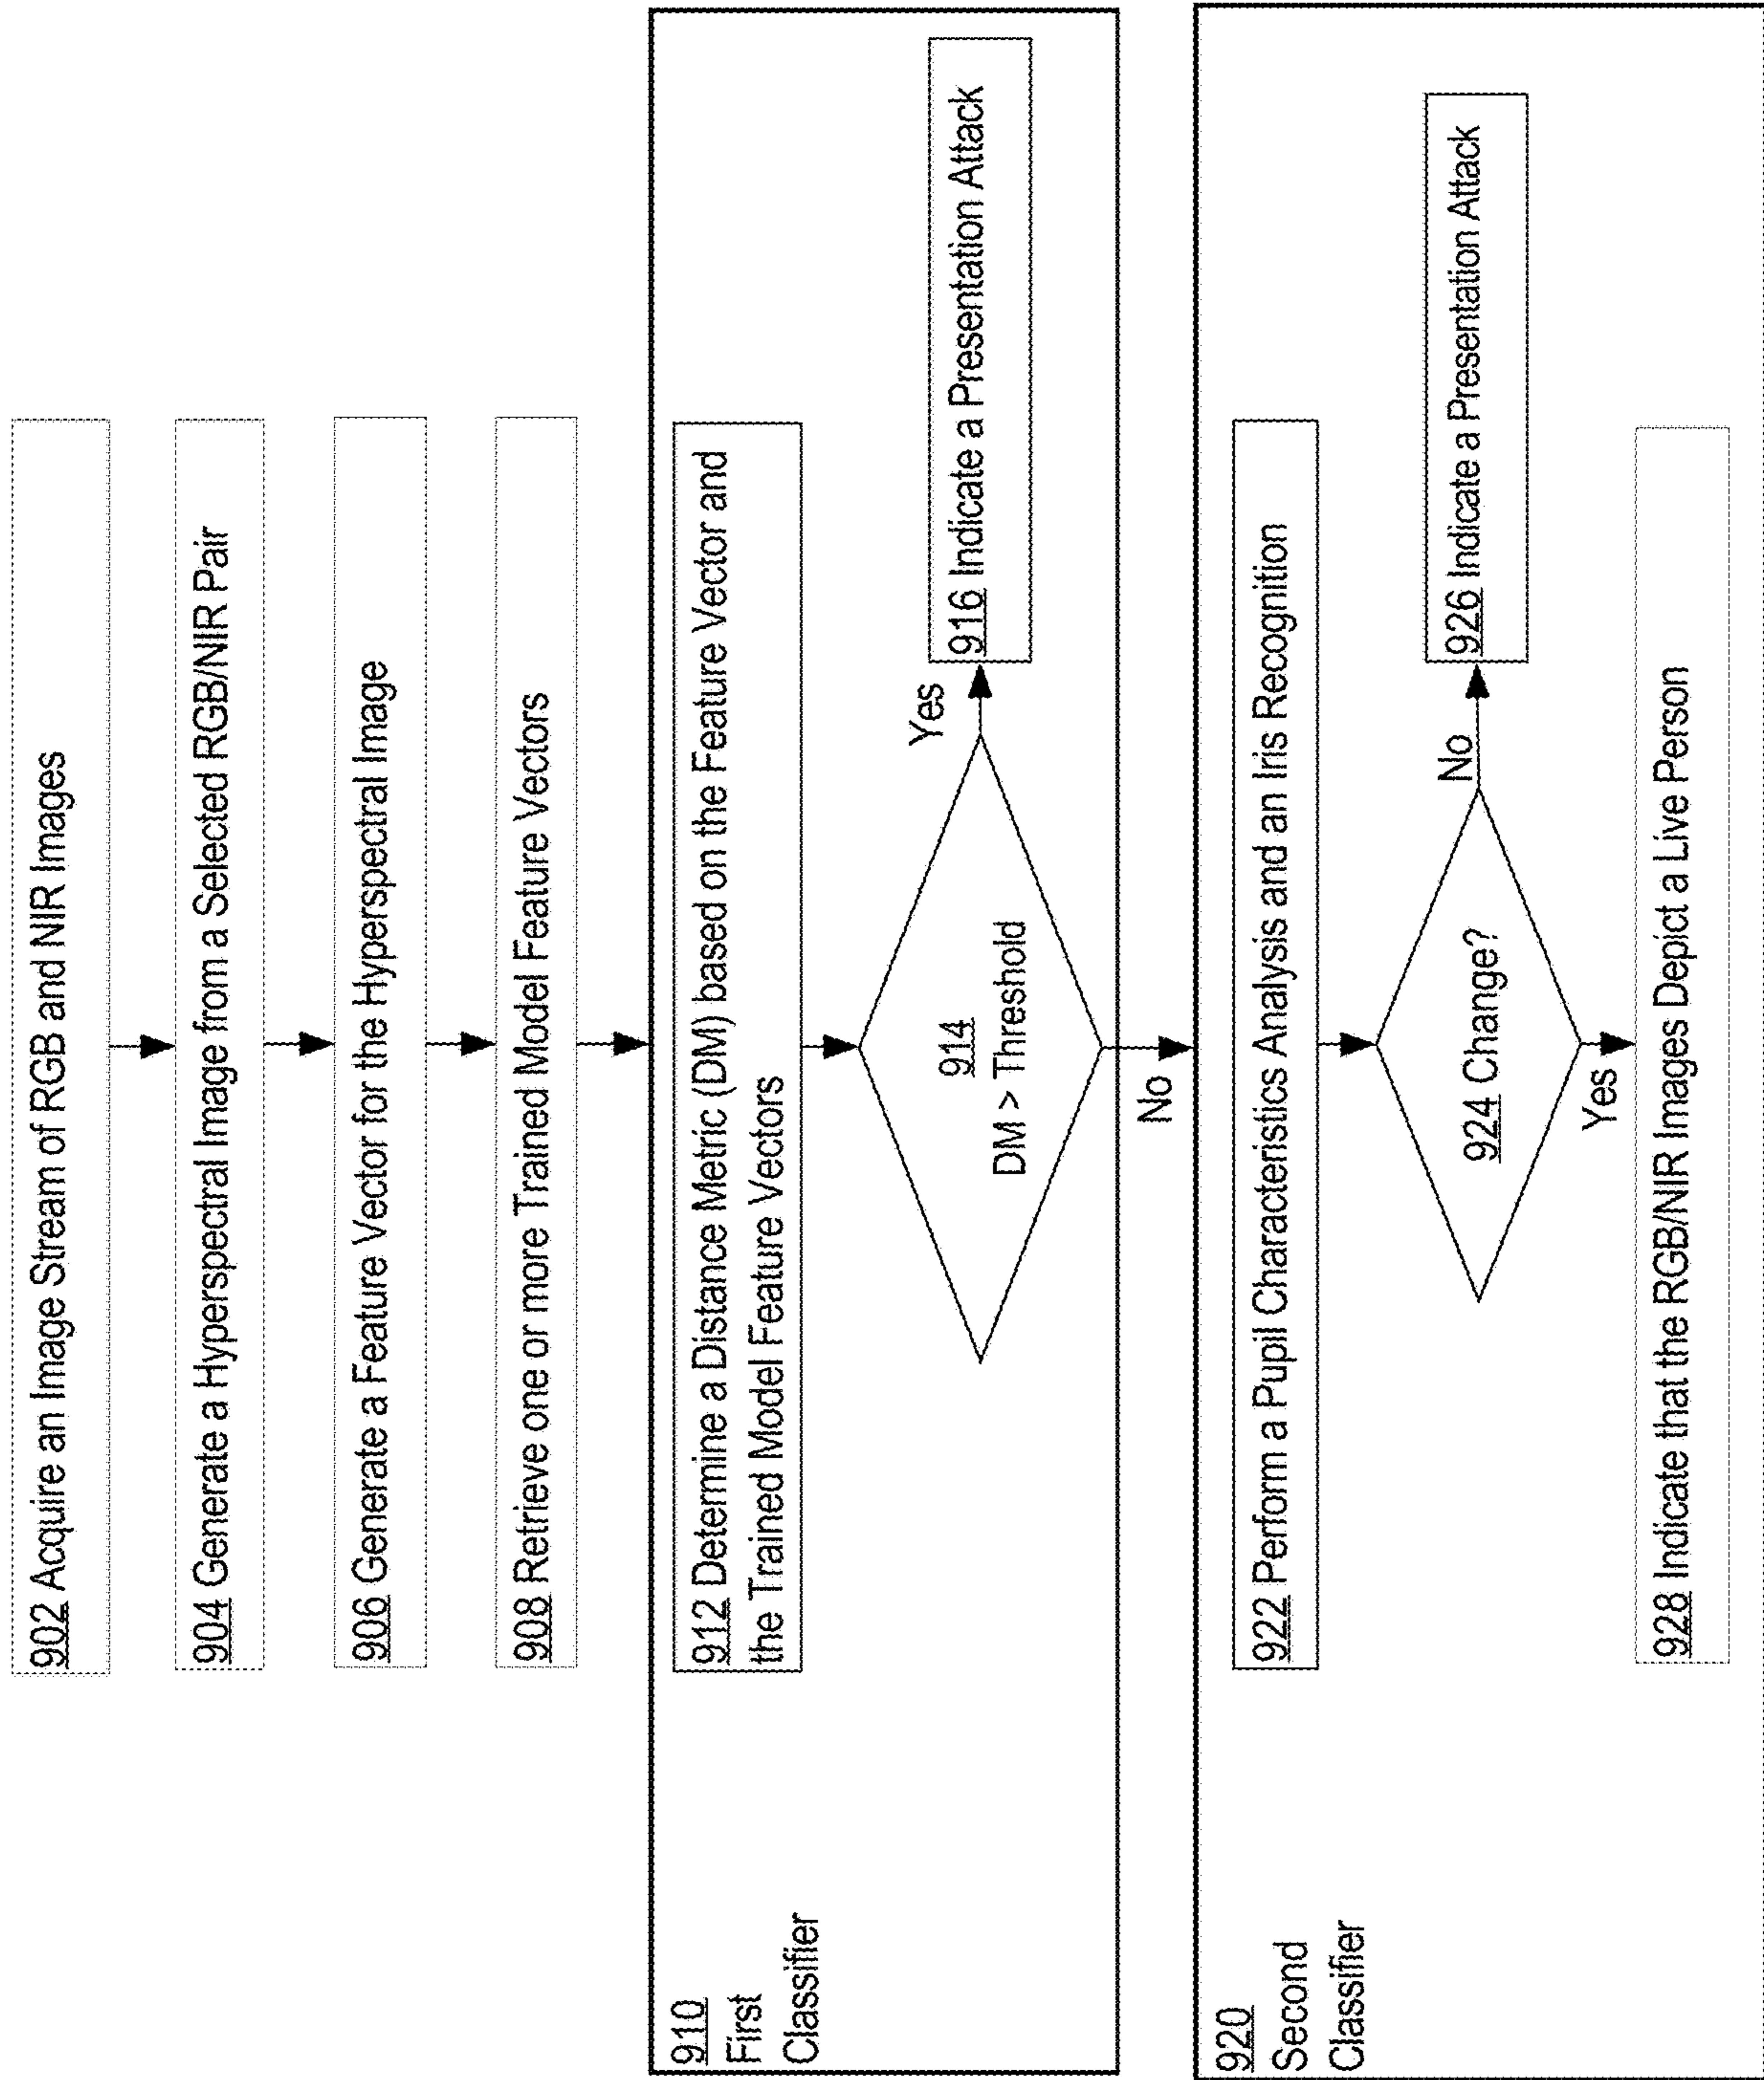 902 Acquire an Image Stream of RGB and NIR Images
904 Generate a Hyperspectral Image from a Selected RGB/NIR Pair
906 Generate a Feature Vector for the Hyperspectral Image
908 Retrieve one or more Trained Model Feature Vectors
910
First
Classifier
912 Determine a Distance Metric (DM) based on the Feature Vector and
the Trained Model Feature Vectors
914
DM > Threshold
Yes
916 Indicate a Presentation Attack
No
920
Second
Classifier
922 Perform a Pupil Characteristics Analysis and an Iris Recognition
924 Change?
No
926 Indicate a Presentation Attack
Yes
928 Indicate that the RGB/NIR Images Depict a Live Person